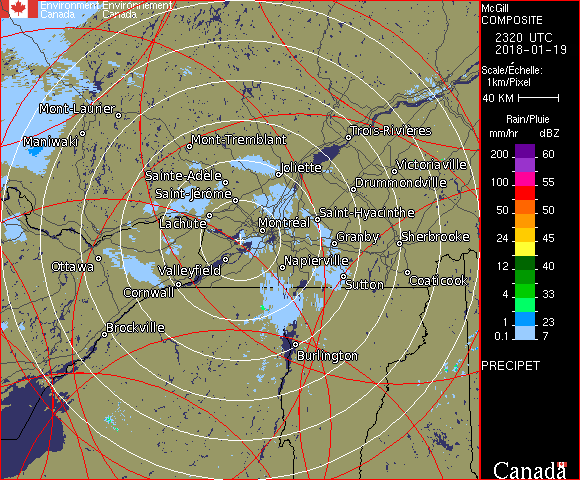 Environment Environnement
Canada Canada
McGill
COMPOSITE
2320 UTC
2018-01-19
Scale/Échelle:
1km/Pixel
40 KM
Rain/Pluie
mm/hr dBZ
200 60
150 57
100 55
50 50
24 45
12 40
4 33
1 23
0.1 7
PRECIPET
Canada
Mont-Laurier
Maniwaki
Mont-Tremblant
Trois-Rivières
Joliette
Victoriaville
Sainte-Adèle
Drummondville
Saint-Jérôme
Saint-Hyacinthe
Lachute
Montréal
Granby
Sherbrooke
Ottawa
Valleyfield
Napierville
Cornwall
Sutton
Coaticook
Brockville
Burlington